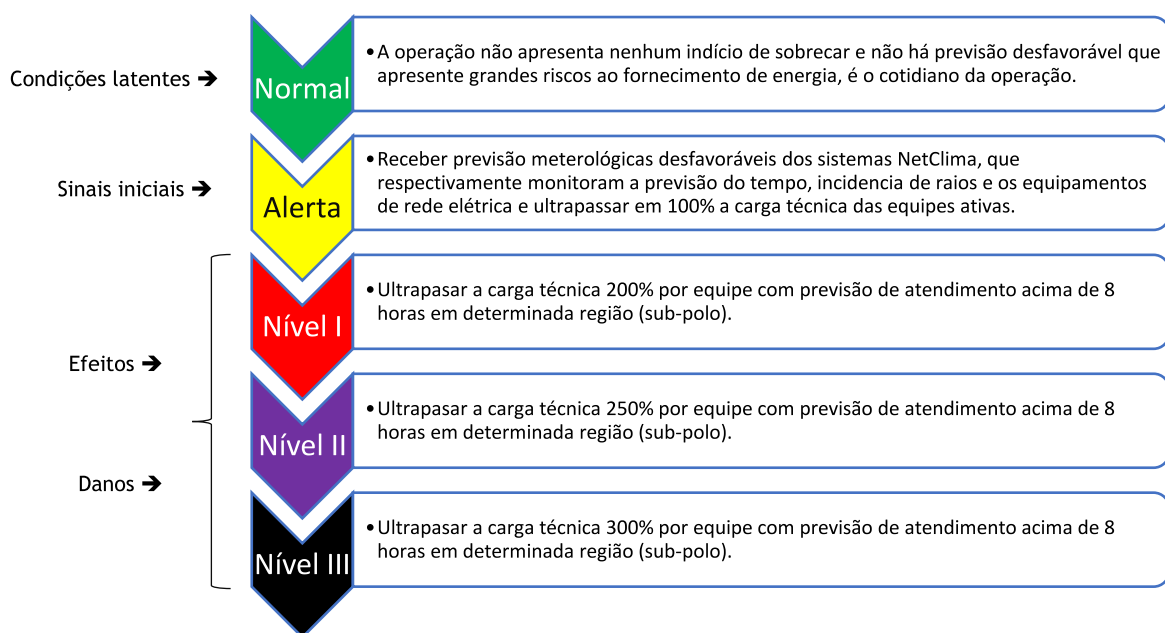 Condições latentes ➔
Normal
•A operação não apresenta nenhum indício de sobrecar e não há previsão desfavorável que
apresente grandes riscos ao fornecimento de energia, é o cotidiano da operação.
Sinais iniciais ➔
Alerta
•Receber previsão meterológicas desfavoráveis dos sistemas NetClima, que
respectivamente monitoram a previsão do tempo, incidencia de raios e os equipamentos
de rede elétrica e ultrapassar em 100% a carga técnica das equipes ativas.
Efeitos ➔
Nível I
•Ultrapasar a carga técnica 200% por equipe com previsão de atendimento acima de 8
horas em determinada região (sub-polo).
Nível II
•Ultrapasar a carga técnica 250% por equipe com previsão de atendimento acima de 8
horas em determinada região (sub-polo).
Danos ➔
Nível III
•Ultrapasar a carga técnica 300% por equipe com previsão de atendimento acima de 8
horas em determinada região (sub-polo).